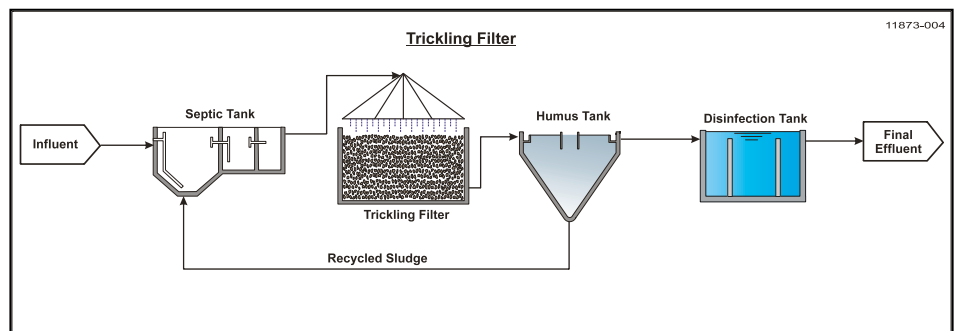 11873-004
Trickling Filter
Septic Tank
Humus Tank
Disinfection Tank
Influent
Final
Effluent
Trickling Filter
Recycled Sludge